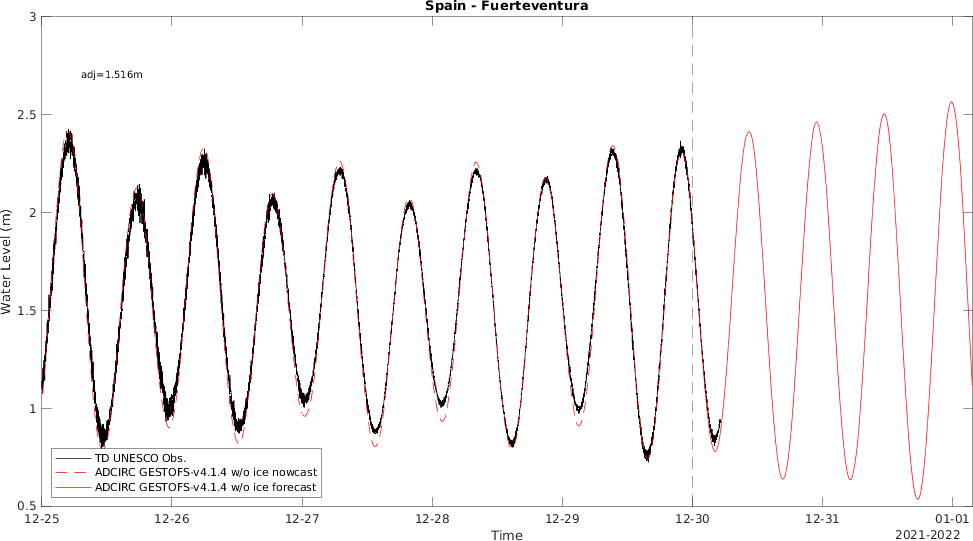 Spain - Fuerteventura
3
adj=1.516m
2.5
2
Water Level (m)
1.5
1
TD UNESCO Obs.
ADCIRC GESTOFS-v4.1.4 w/o ice nowcast
ADCIRC GESTOFS-v4.1.4 w/o ice forecast
0.5
12-25 12-26 12-27 12-28 12-29 12-30 12-31 01-01
Time
2021-2022